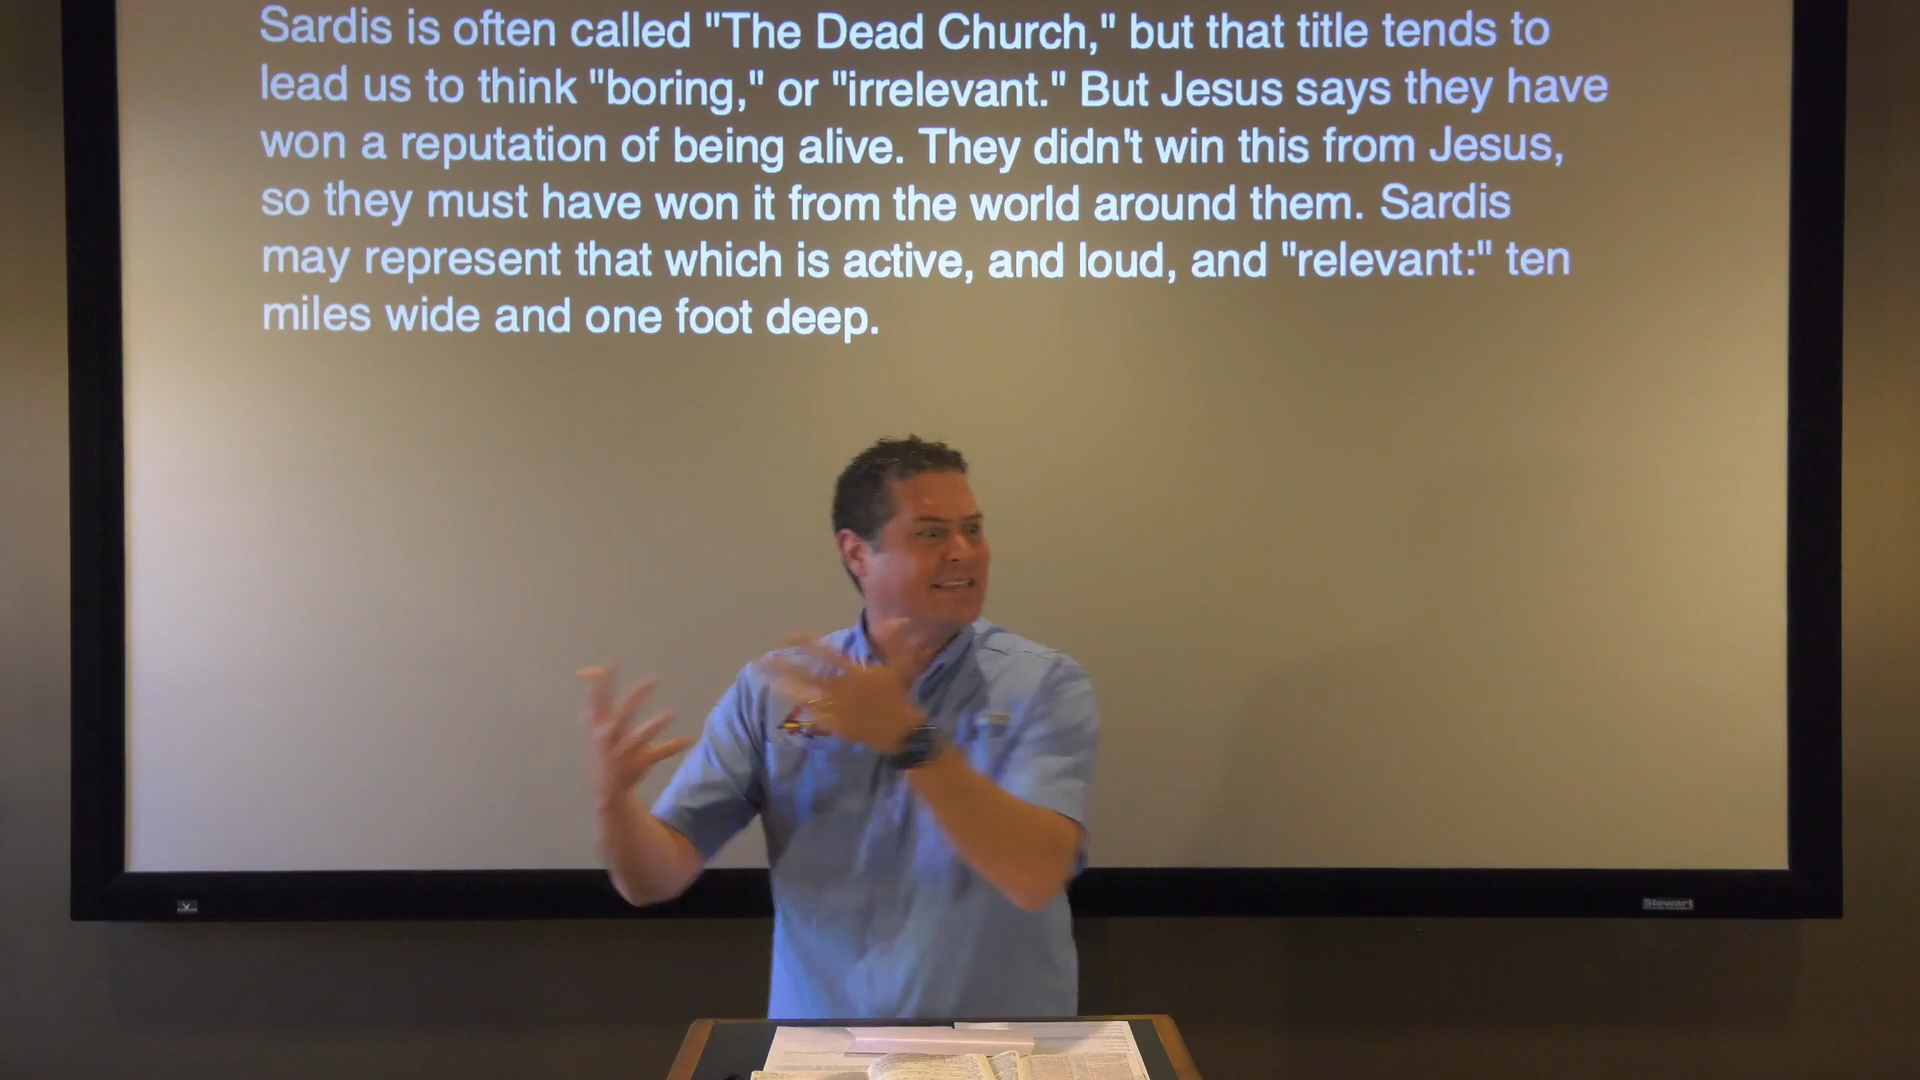 Sardis is often called "The Dead Church," but that title tends to
lead us to think "boring," or "irrelevant." But Jesus says they have
won a reputation of being alive. They didn't win this from Jesus,
so they must have won it from the world around them. Sardis
may represent that which is active, and loud, and "relevant:" ten
miles wide and one foot deep.
Stewart